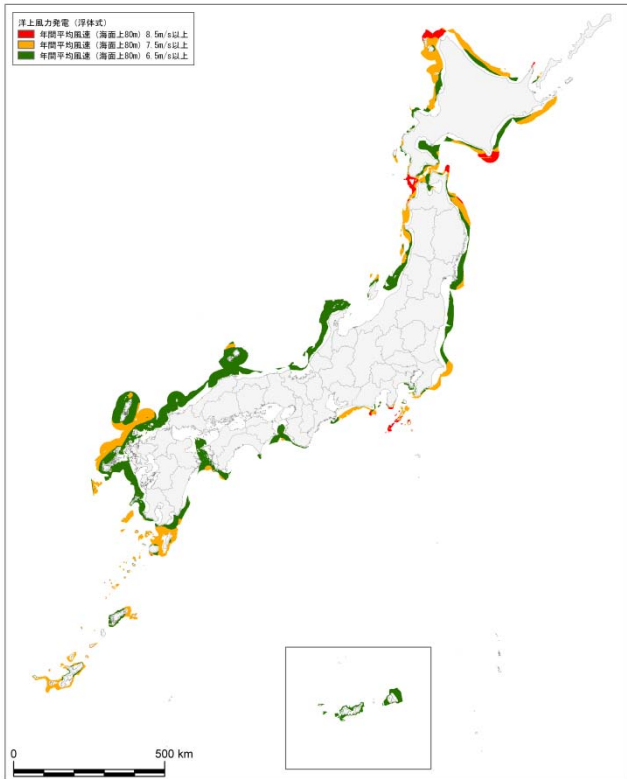 洋上風力発電（浮体式）
年間平均風速（海面上80m）8.5m/s以上
年間平均風速（海面上80m）7.5m/s以上
年間平均風速（海面上80m）6.5m/s以上
0 500 km